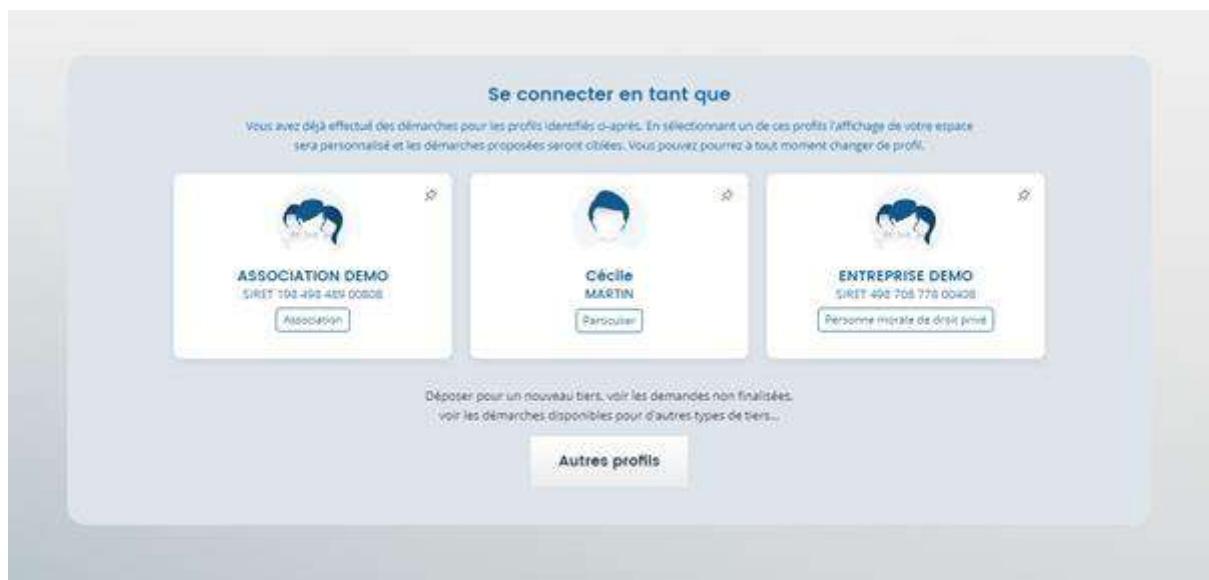 Se connecter en tant que
Vous avez déjà effectué des démarches pour les profils identifiés ci-après. En sélectionnant un de ces profils l'affichage de votre espace
sera personnalisé et les démarches proposées seront ciblées. Vous pouvez pourrez à tout moment changer de profil.
ASSOCIATION DEMO
SIRET
Association
Cécile
MARTIN
Particulier
ENTREPRISE DEMO
SIRET
Personne morale de droit privé
Déposer pour un nouveau tiers, voir les demandes non finalisées,
voir les démarches disponibles pour d'autres types de tiers...
Autres profils